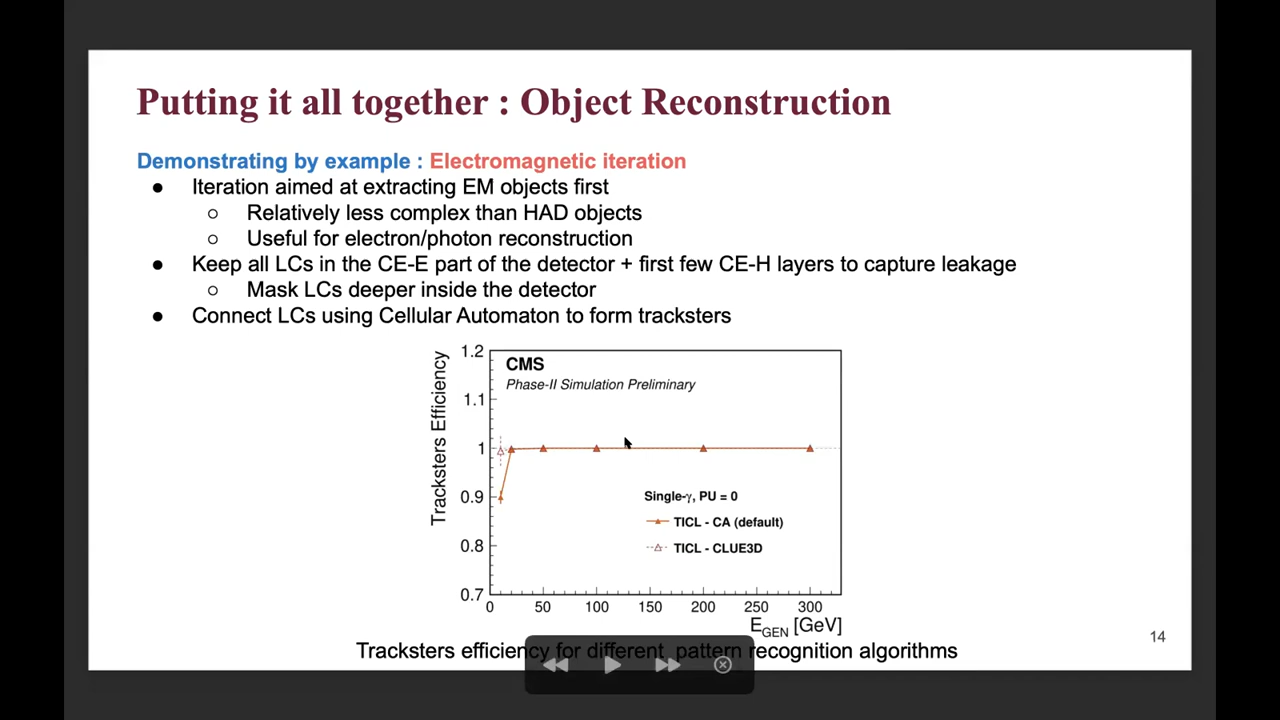 Putting it all together : Object Reconstruction
Demonstrating by example : Electromagnetic iteration
● Iteration aimed at extracting EM objects first
○ Relatively less complex than HAD objects
○ Useful for electron/photon reconstruction
● Keep all LCs in the CE-E part of the detector + first few CE-H layers to capture leakage
○ Mask LCs deeper inside the detector
● Connect LCs using Cellular Automaton to form tracksters
Tracksters Efficiency
1.2
1.1
1
0.9
0.8
0.7
CMS
Phase-II Simulation Preliminary
Single-γ, PU = 0
TICL - CA (default)
TICL - CLUE3D
0 50 100 150 200 250 300
E_GEN [GeV]
Tracksters efficiency for different pattern recognition algorithms
14